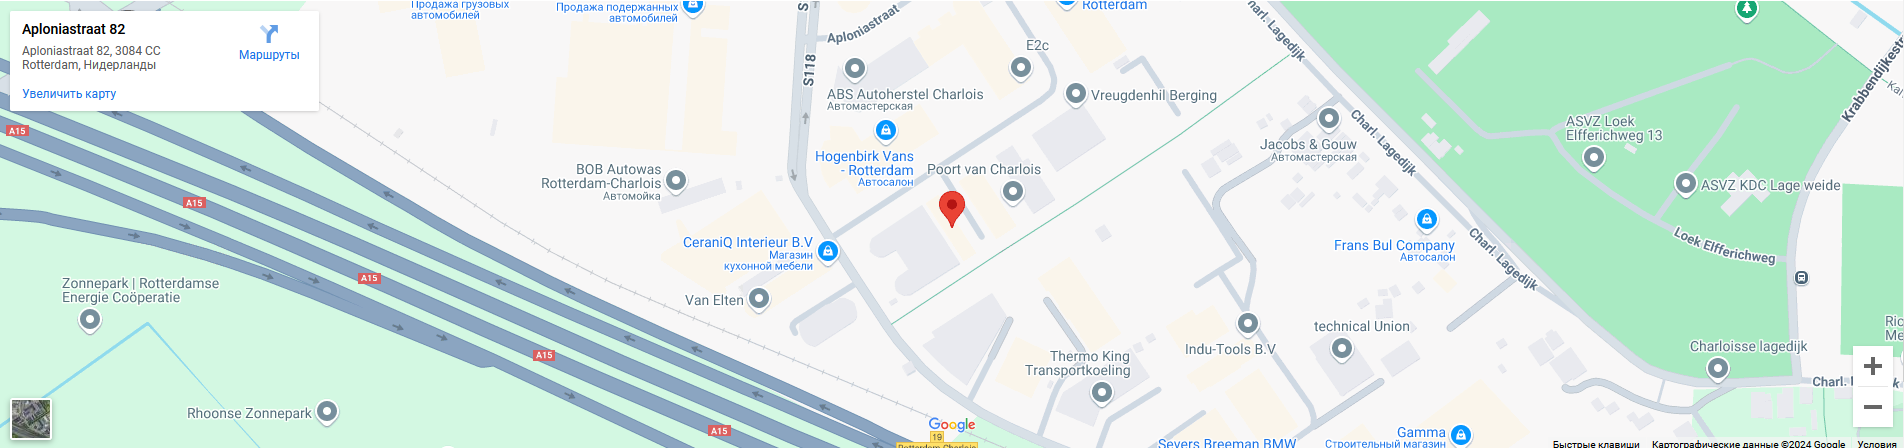 Aploniastraat 82
Aploniastraat 82, 3084 CC
Rotterdam, Нидерланды
Маршруты
Увеличить карту
Продажа грузовых
автомобилей
Продажа подержанных
автомобилей
Rotterdam
Aploniastraat
S118
E2c
ABS Autoherstel Charlois
Автомастерская
Vreugdenhil Berging
Charl. Lagedijk
Krabbendijkestr
Hogenbirk Vans
- Rotterdam
Автосалон
Poort van Charlois
Jacobs & Gouw
Автомастерская
Charl. Lagedijk
ASVZ Loek
Elfferichweg 13
ASVZ KDC Lage weide
BOB Autowas
Rotterdam-Charlois
Автомойка
A15
A15
A15
A15
A15
CeraniQ Interieur B.V
Магазин
кухонной мебели
Van Elten
Frans Bul Company
Автосалон
Charl. Lagedijk
Loek Elfferichweg
Zonnepark | Rotterdamse
Energie Coöperatie
Rhoonse Zonnepark
technical Union
Indu-Tools B.V
Thermo King
Transportkoeling
Charloisse lagedijk
Charl.
Google
19
Rotterdam-Charlois
Severs Breeman BMW
Gamma
Строительный магазин
Быстрые клавиши
Картографические данные ©2024 Google
Условия